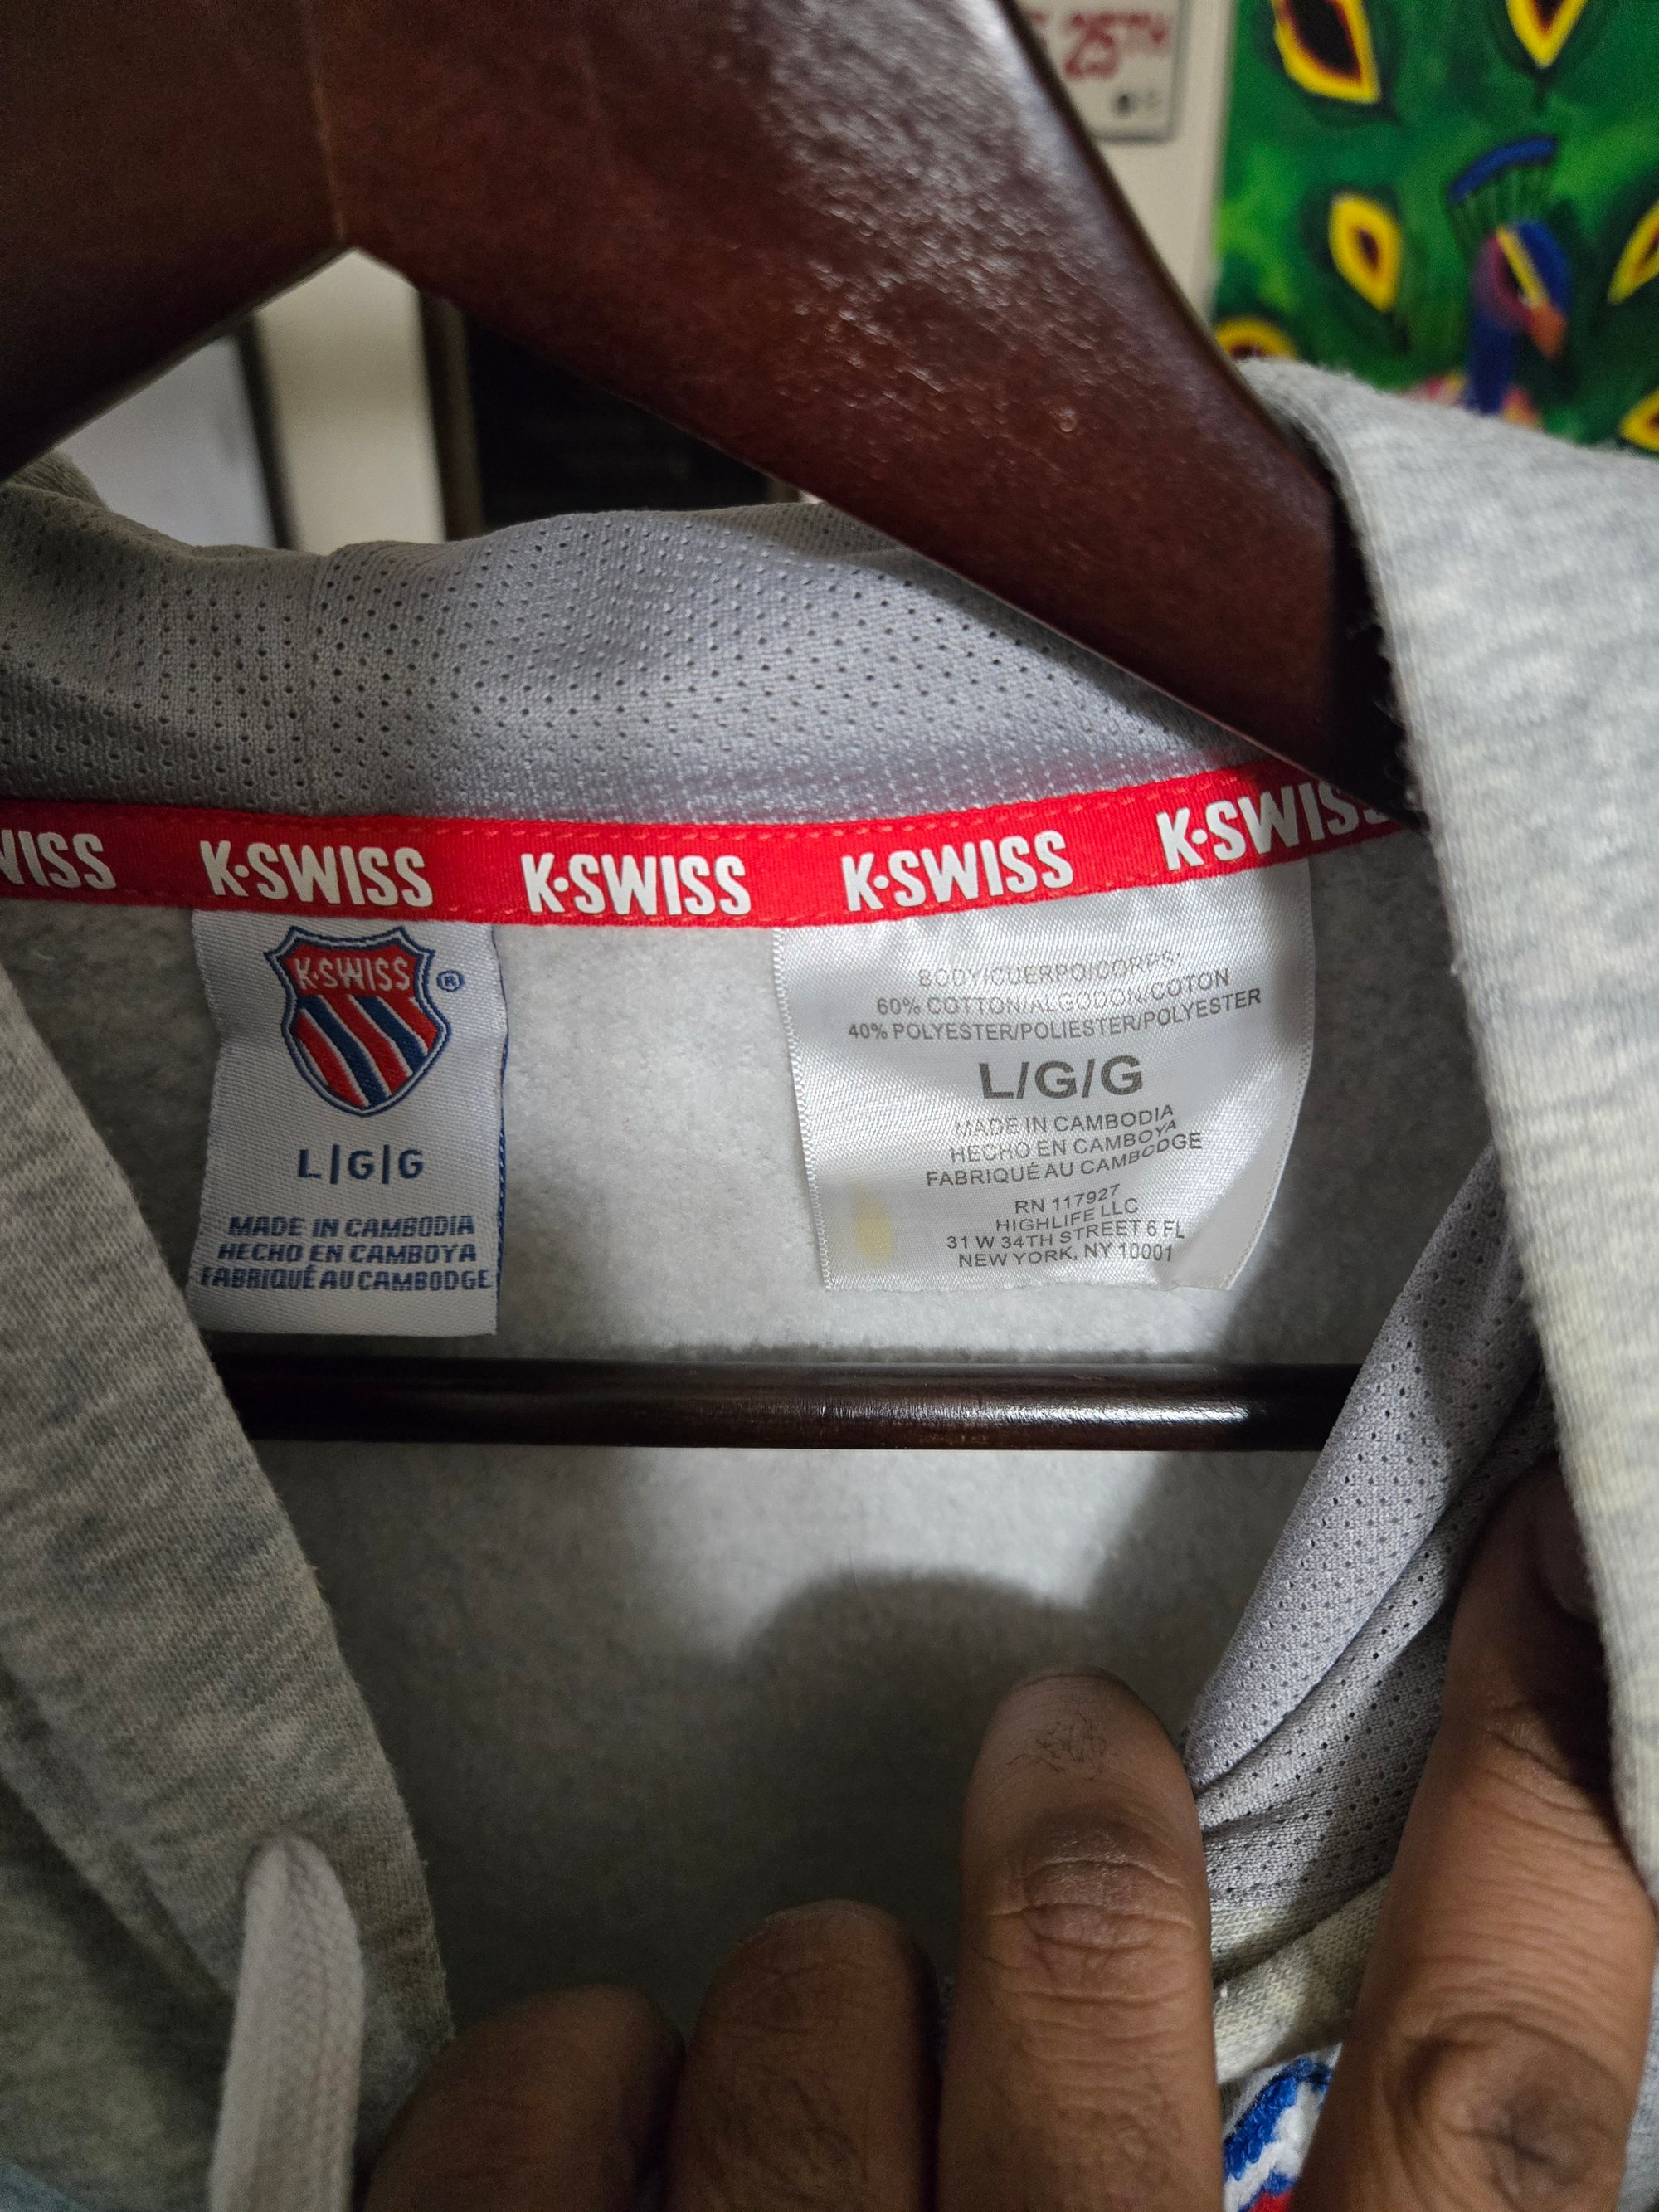 25TH
WISS K·SWISS K·SWISS K·SWISS K·SWISS
K·SWISS ®
L|G|G
MADE IN CAMBODIA
HECHO EN CAMBOYA
FABRIQUÉ AU CAMBODGE
BODY/CUERPO/CORPS:
60% COTTON/ALGODON/COTON
40% POLYESTER/POLIESTER/POLYESTER
L/G/G
MADE IN CAMBODIA
HECHO EN CAMBOYA
FABRIQUÉ AU CAMBODGE
RN 117927
HIGHLIFE LLC
31 W 34TH STREET 6 FL
NEW YORK, NY 10001